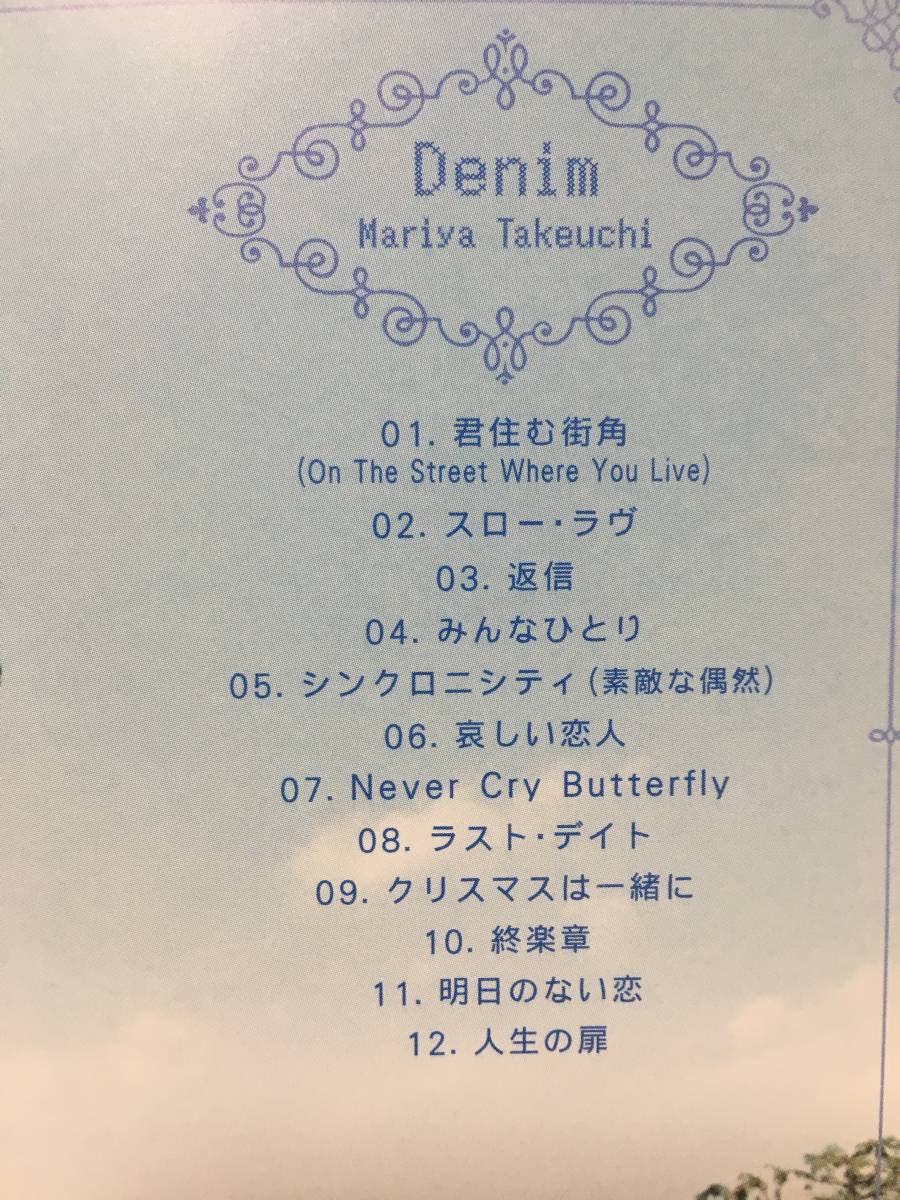 Denim
Mariya Takeuchi
01. 君住む街角
(On The Street Where You Live)
02. スロー・ラヴ
03. 返信
04. みんなひとり
05. シンクロニシティ(素敵な偶然)
06. 哀しい恋人
07. Never Cry Butterfly
08. ラスト・デイト
09. クリスマスは一緒に
10. 終楽章
11. 明日のない恋
12. 人生の扉